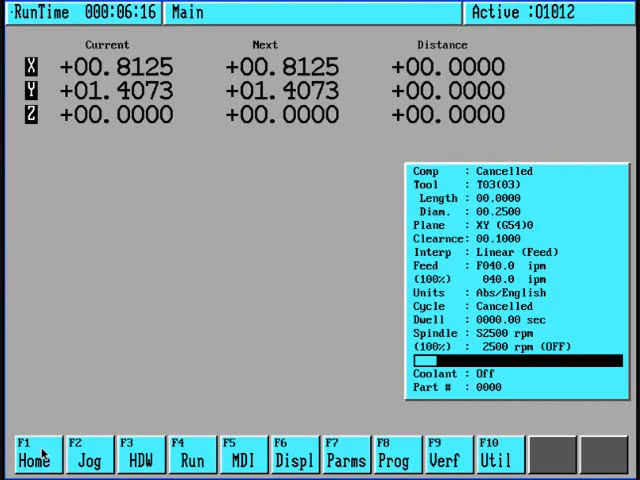 ·RunTime 000:06:16 Main Active :O1012
Current Next Distance
X +00.8125 +00.8125 +00.0000
Y +01.4073 +01.4073 +00.0000
Z +00.0000 +00.0000 +00.0000
Comp : Cancelled
Tool : T03(03)
Length : 00.0000
Diam. : 00.2500
Plane : XY (G54)0
Clearnce: 00.1000
Interp : Linear (Feed)
Feed : F040.0 ipm
(100%) 040.0 ipm
Units : Abs/English
Cycle : Cancelled
Dwell : 0000.00 sec
Spindle : S2500 rpm
(100%) : 2500 rpm (OFF)
Coolant : Off
Part # : 0000
F1 F2 F3 F4 F5 F6 F7 F8 F9 F10
Home Jog HDW Run MDI Displ Parms Prog Verf Util